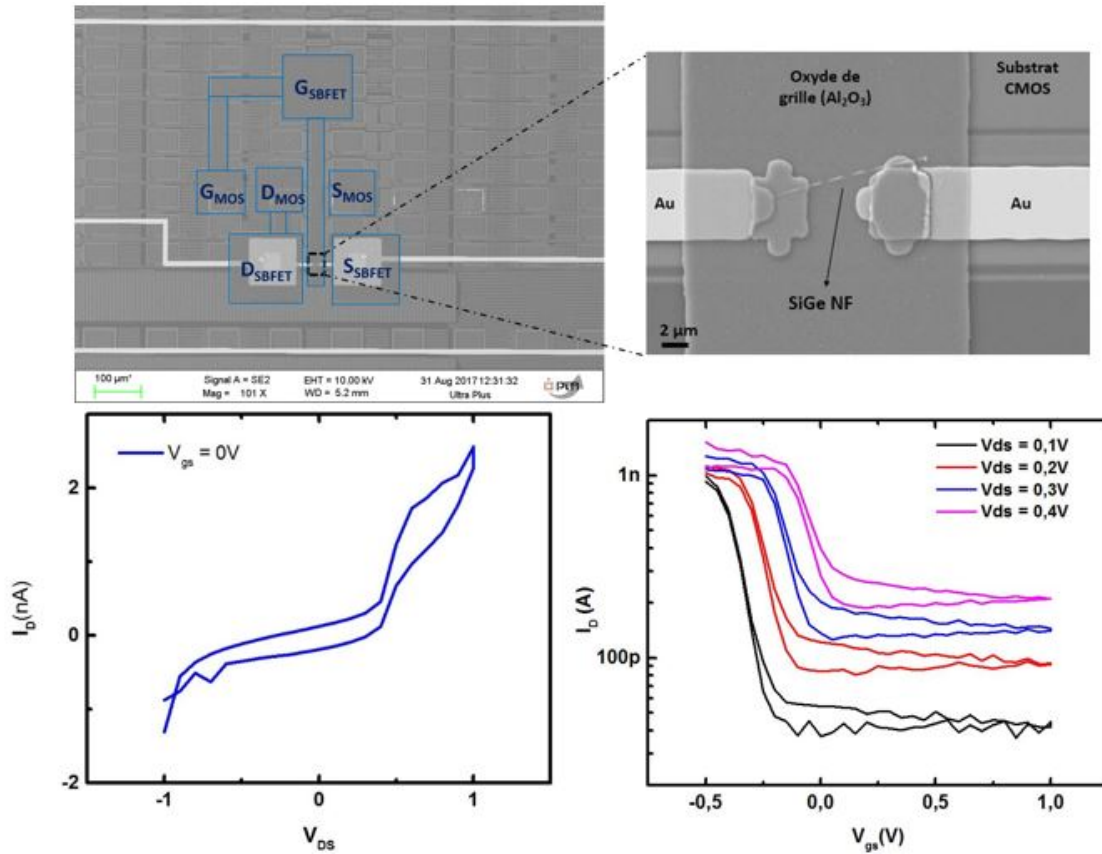 G_SBFET
G_MOS
D_MOS
S_MOS
D_SBFET
S_SBFET
100 µm*
Signal A = SE2
Mag = 101 X
EHT = 10.00 kV
WD = 5.2 mm
31 Aug 2017 12:31:32
Ultra Plus
Oxyde de
grille (Al₂O₃)
Substrat
CMOS
Au
Au
SiGe NF
2 µm
V_gs = 0V
I_D(nA)
2
0
-2
-1
0
1
V_DS
Vds = 0,1V
Vds = 0,2V
Vds = 0,3V
Vds = 0,4V
I_D (A)
1n
100p
-0,5
0,0
0,5
1,0
V_gs(V)